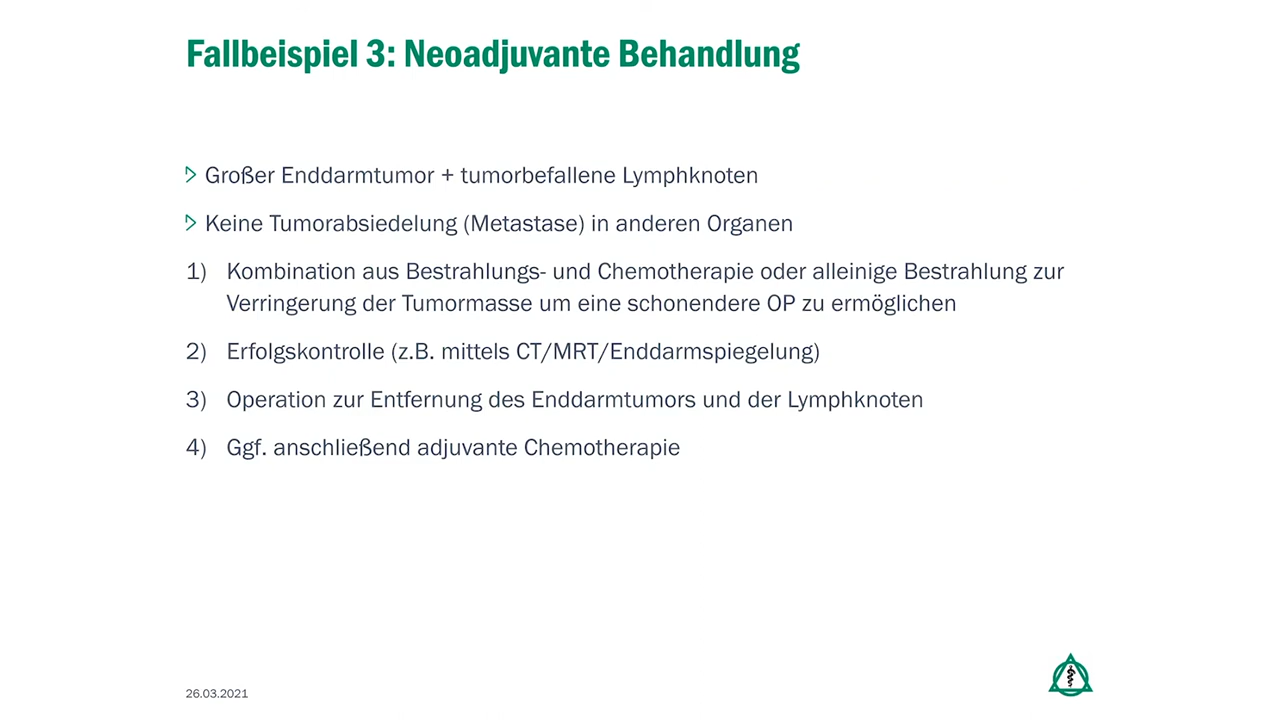 Fallbeispiel 3: Neoadjuvante Behandlung
Großer Enddarmtumor + tumorbefallene Lymphknoten
Keine Tumorabsiedelung (Metastase) in anderen Organen
1) Kombination aus Bestrahlungs- und Chemotherapie oder alleinige Bestrahlung zur
Verringerung der Tumormasse um eine schonendere OP zu ermöglichen
2) Erfolgskontrolle (z.B. mittels CT/MRT/Enddarmspiegelung)
3) Operation zur Entfernung des Enddarmtumors und der Lymphknoten
4) Ggf. anschließend adjuvante Chemotherapie
26.03.2021